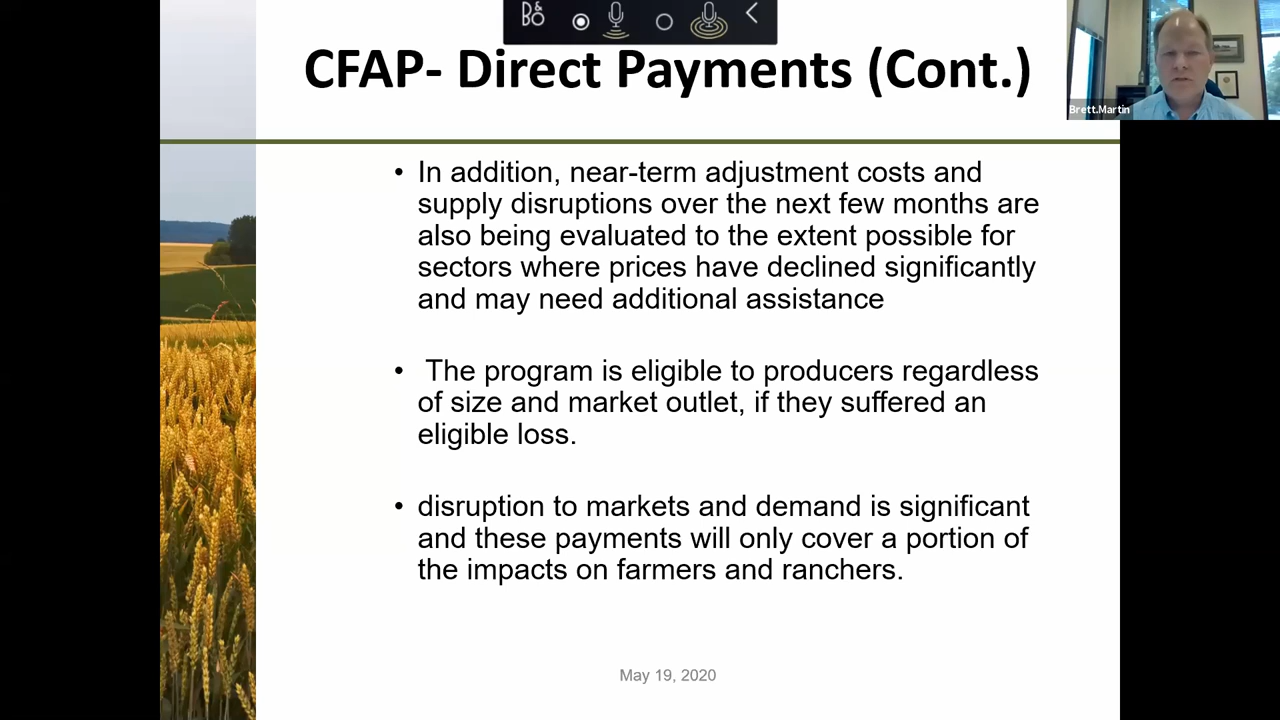 B&O
CFAP- Direct Payments (Cont.)
Brett.Martin
• In addition, near-term adjustment costs and
supply disruptions over the next few months are
also being evaluated to the extent possible for
sectors where prices have declined significantly
and may need additional assistance
• The program is eligible to producers regardless
of size and market outlet, if they suffered an
eligible loss.
• disruption to markets and demand is significant
and these payments will only cover a portion of
the impacts on farmers and ranchers.
May 19, 2020